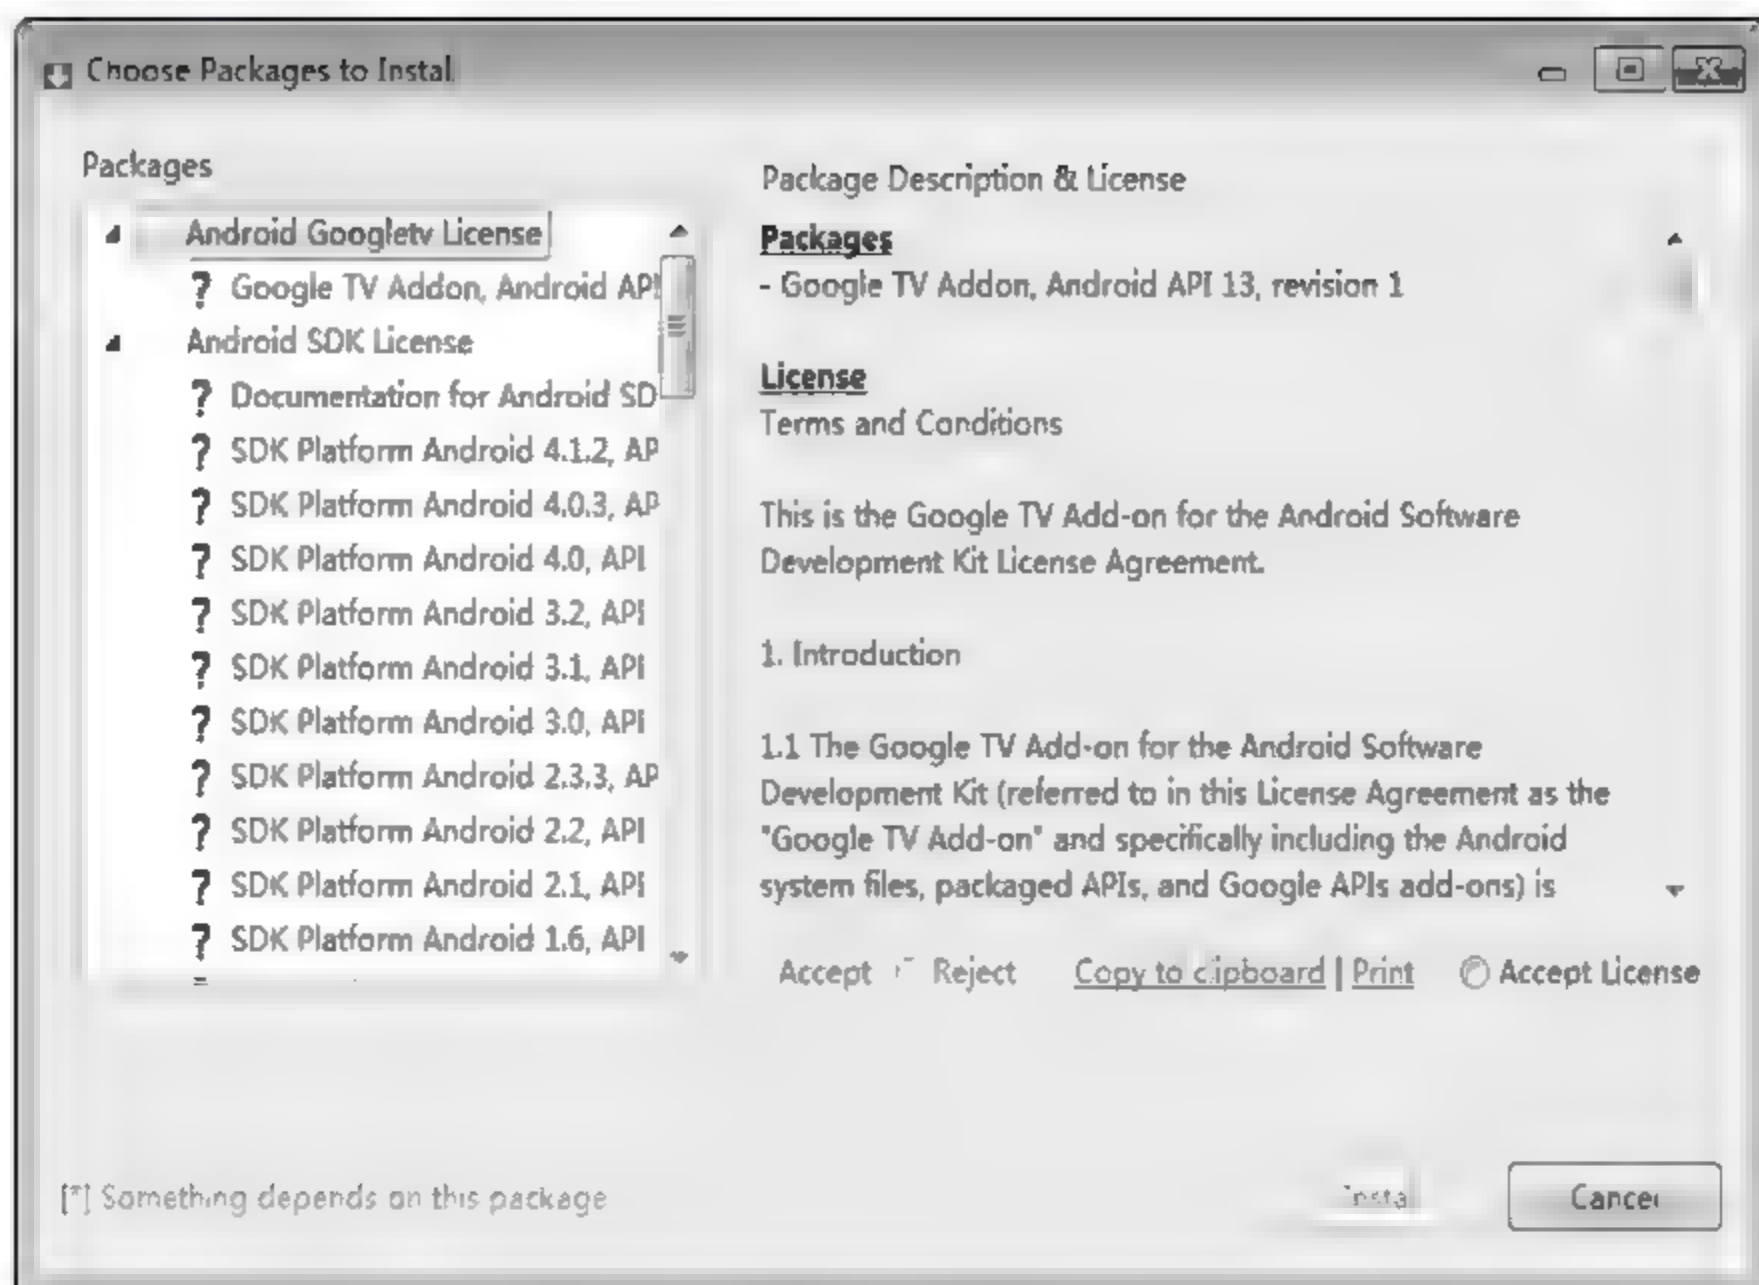 Choose Packages to Instal
Packages
Android Googletv License
? Google TV Addon, Android API
Android SDK License
? Documentation for Android SD
? SDK Platform Android 4.1.2, AP
? SDK Platform Android 4.0.3, AP
? SDK Platform Android 4.0, API
? SDK Platform Android 3.2, API
? SDK Platform Android 3.1, API
? SDK Platform Android 3.0, API
? SDK Platform Android 2.3.3, AP
? SDK Platform Android 2.2, API
? SDK Platform Android 2.1, API
? SDK Platform Android 1.6, API
Package Description & License
Packages
- Google TV Addon, Android API 13, revision 1
License
Terms and Conditions
This is the Google TV Add-on for the Android Software
Development Kit License Agreement.
1. Introduction
1.1 The Google TV Add-on for the Android Software
Development Kit (referred to in this License Agreement as the
"Google TV Add-on" and specifically including the Android
system files, packaged APIs, and Google APIs add-ons) is
Accept Reject Copy to clipboard | Print Accept License
[*] Something depends on this package
Cancel